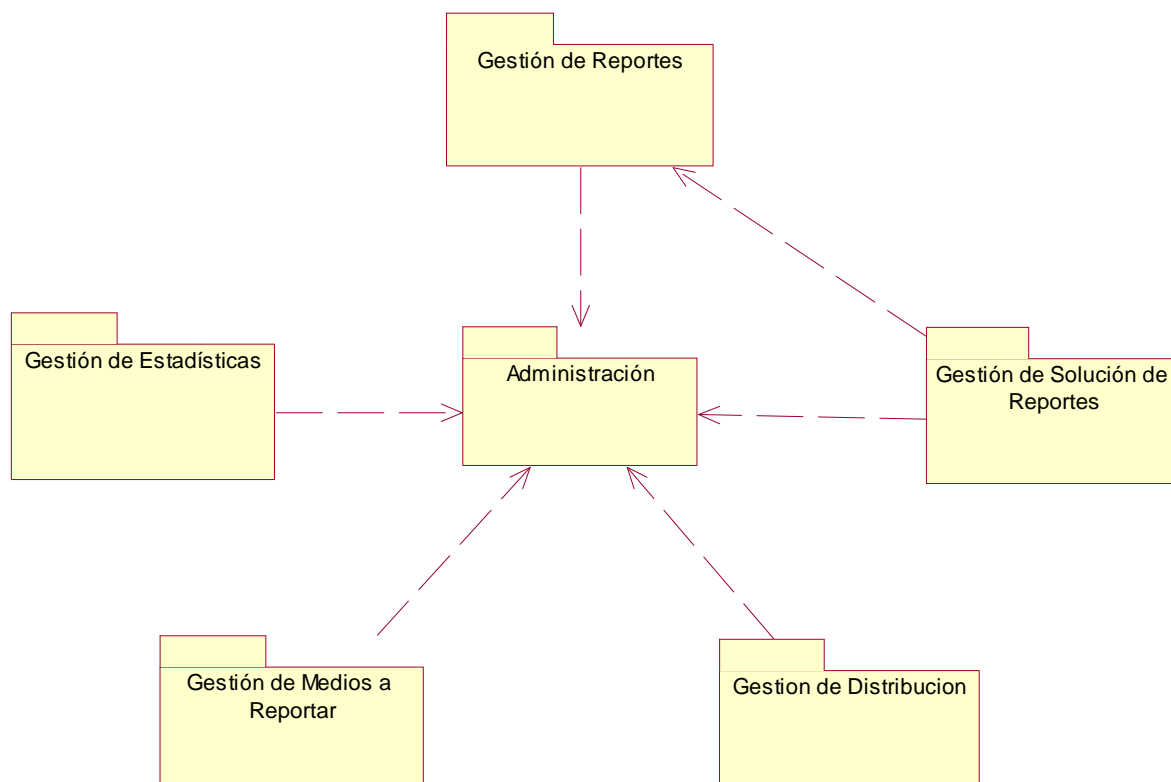 Gestión de Reportes
Gestión de Estadísticas
Administración
Gestión de Solución de
Reportes
Gestión de Medios a
Reportar
Gestion de Distribucion